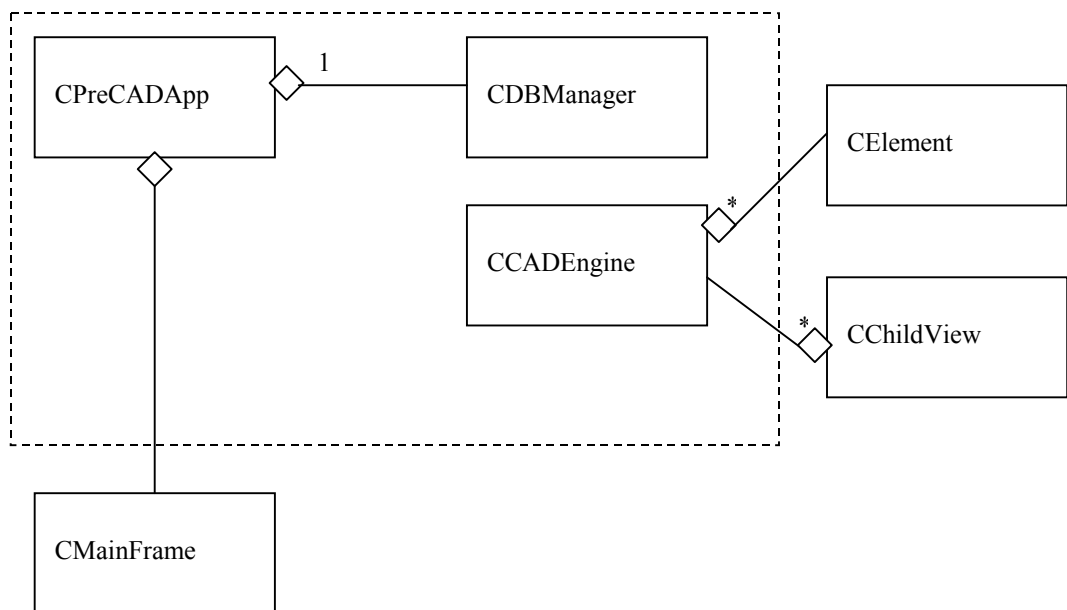 CPreCADApp
1
CDBManager
CElement
*
CCADEngine
*
CChildView
CMainFrame